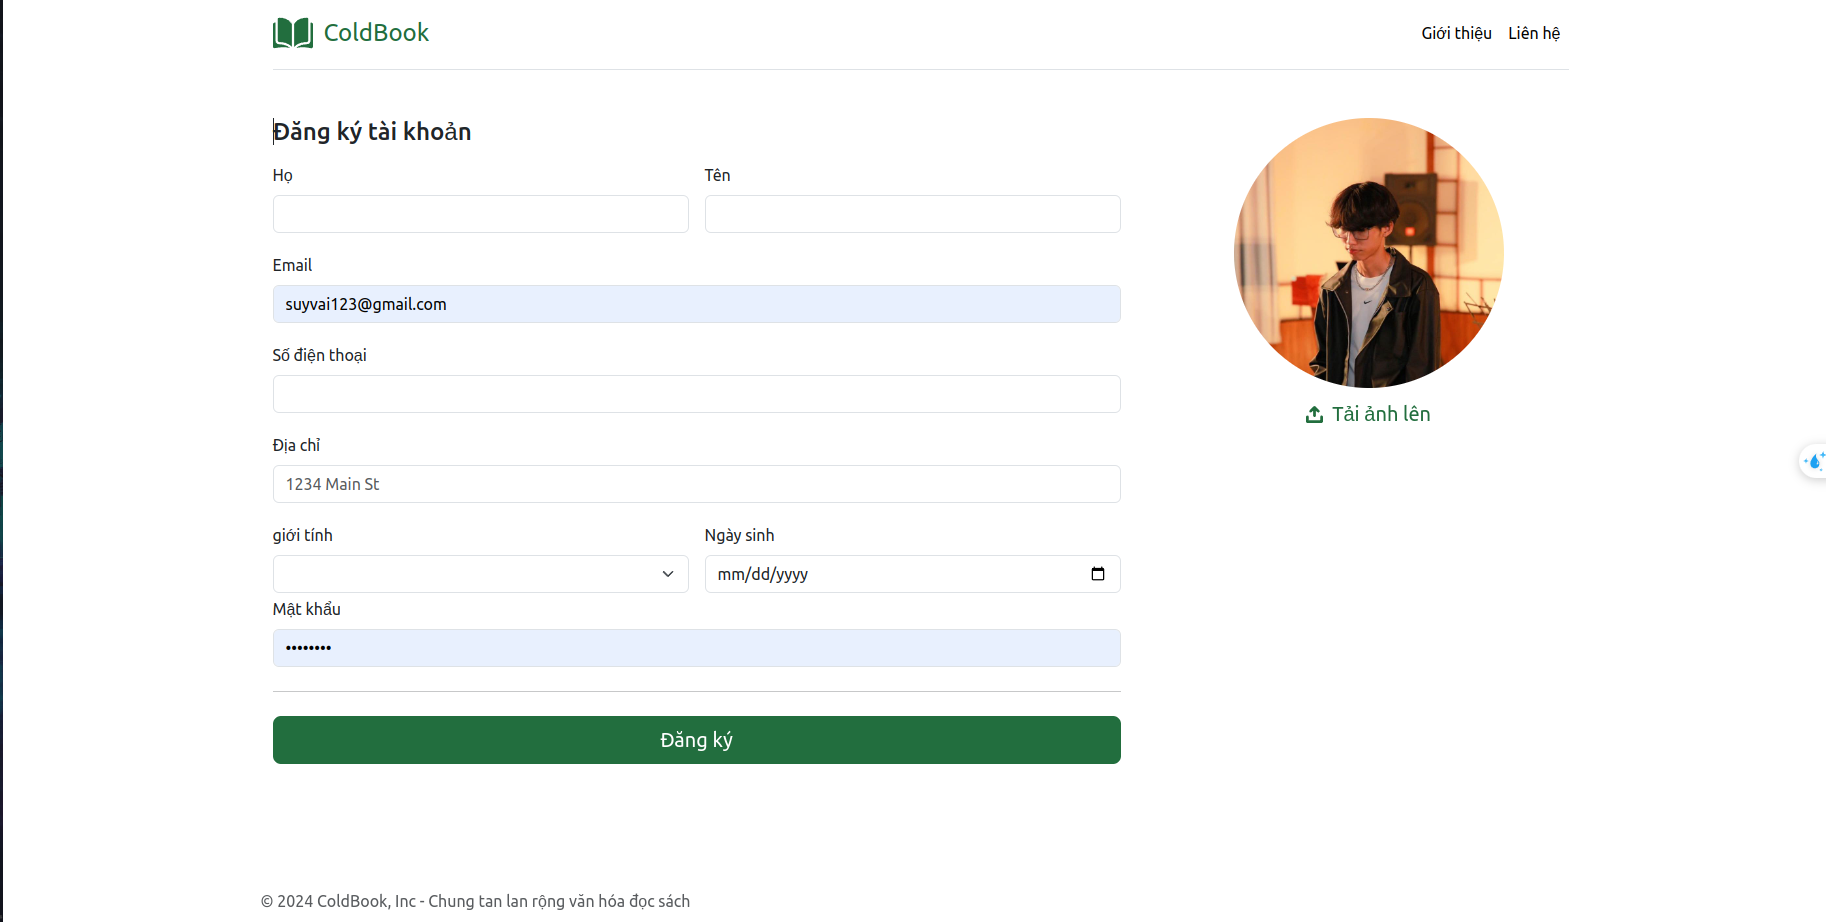 ColdBook
Giới thiệu Liên hệ
Đăng ký tài khoản
Họ Tên
Email
suyvai123@gmail.com
Số điện thoại
Địa chỉ
1234 Main St
giới tính Ngày sinh
mm/dd/yyyy
Mật khẩu
••••••••
Đăng ký
Tải ảnh lên
© 2024 ColdBook, Inc - Chung tan lan rộng văn hóa đọc sách